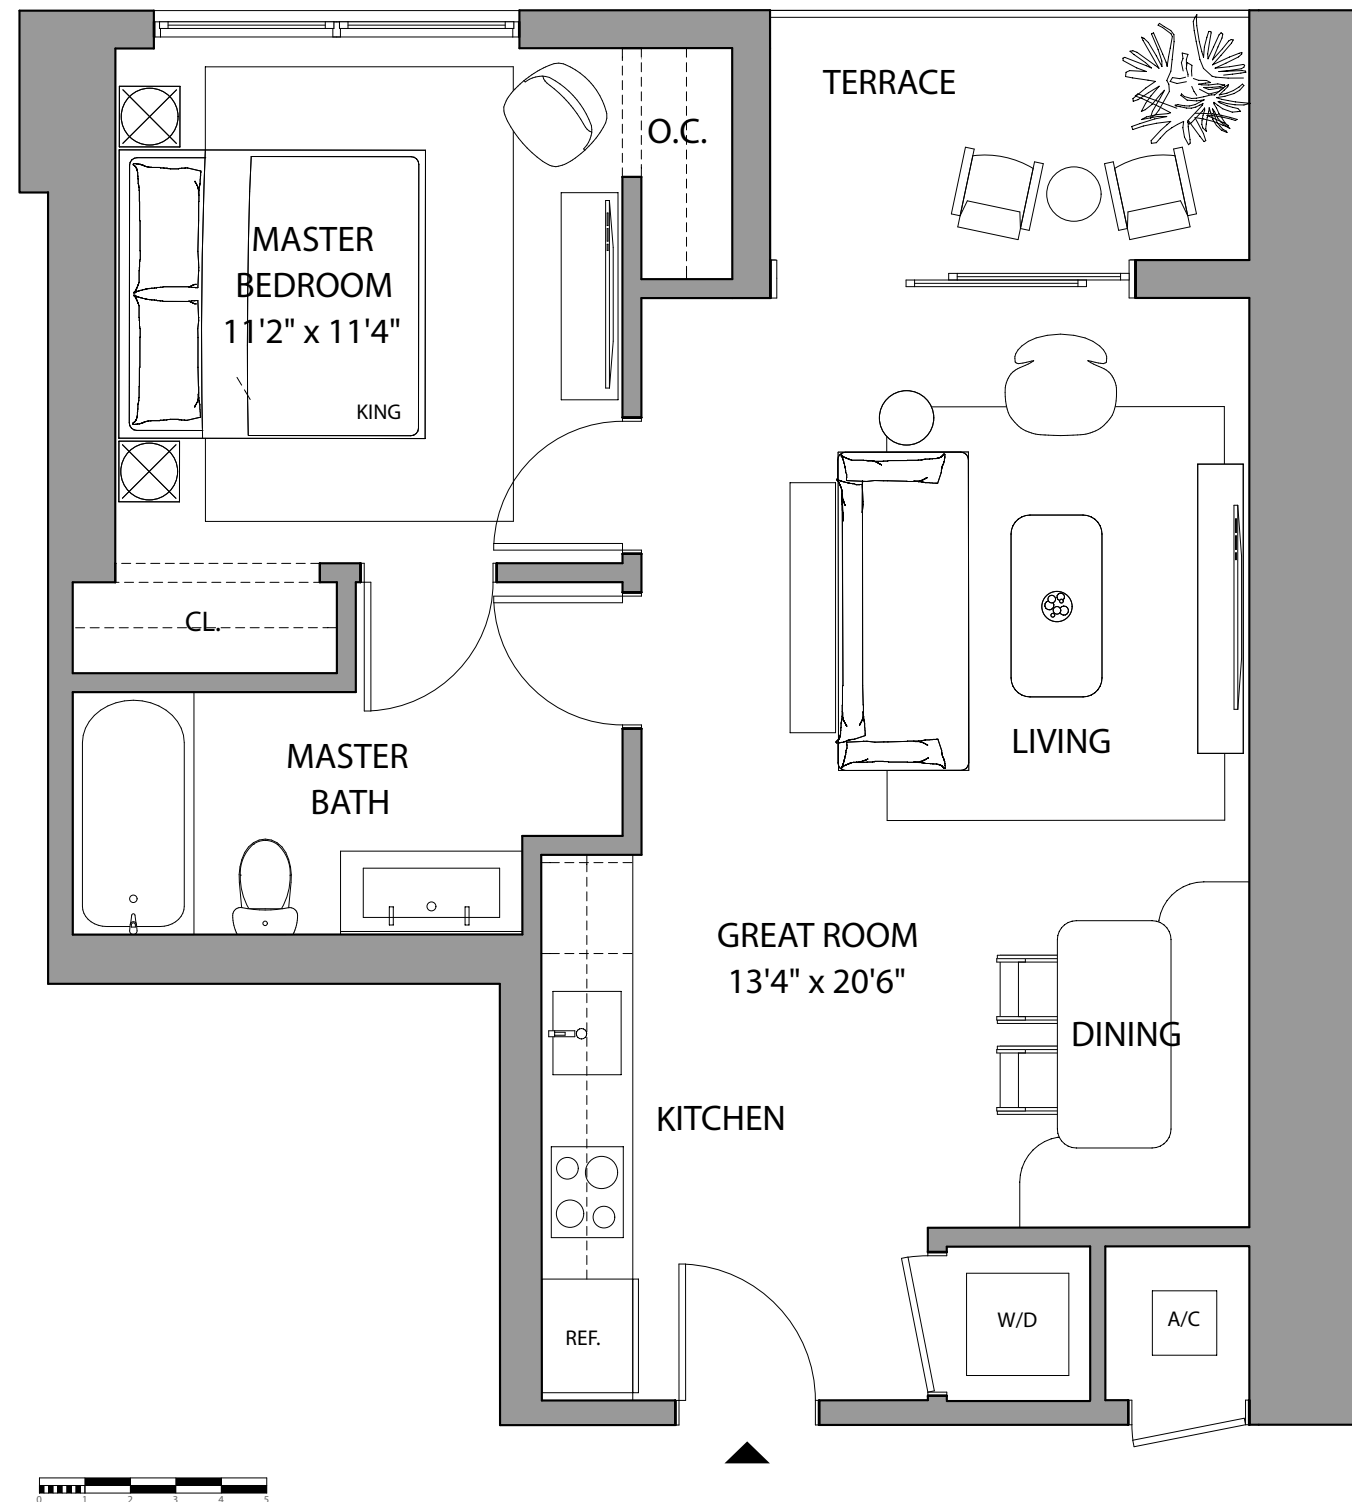 TERRACE
O.C.
MASTER
BEDROOM
11'2" x 11'4"
KING
CL.
MASTER
BATH
LIVING
GREAT ROOM
13'4" x 20'6"
DINING
KITCHEN
W/D
A/C
REF.
0 1 2 3 4 5